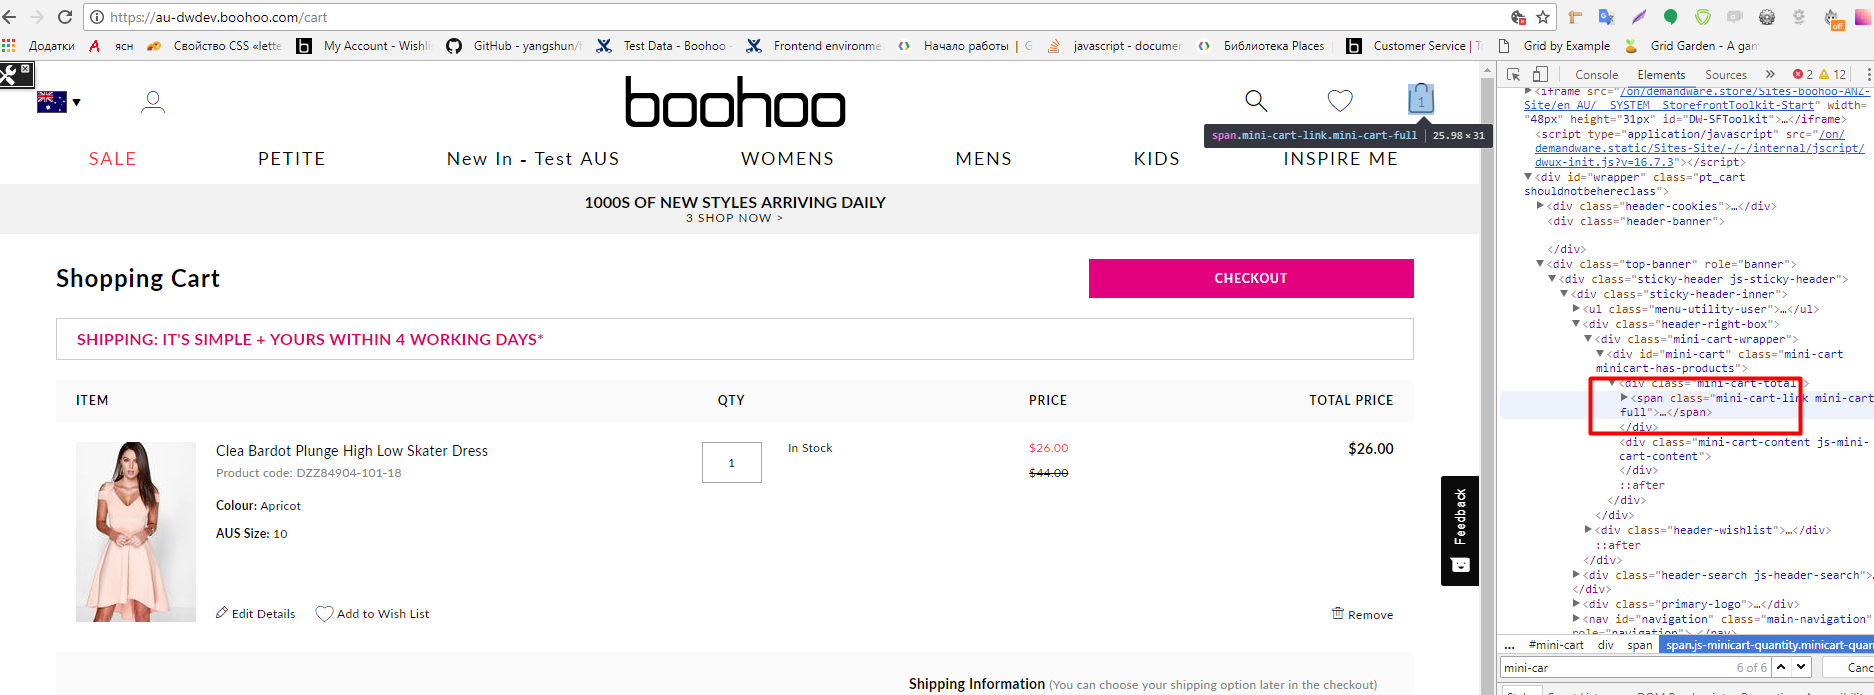 https://au-dwdev.boohoo.com/cart
off
Додатки
ясн
Свойство CSS «lette
My Account - Wishli
GitHub - yangshun/f
Test Data - Boohoo
Frontend environme
Начало работы | G
javascript - documen
Библиотека Places
Customer Service | T
Grid by Example
Grid Garden - A gam
boohoo
1
span.mini-cart-link.mini-cart-full | 25.98×31
SALE PETITE New In - Test AUS WOMENS MENS KIDS INSPIRE ME
1000S OF NEW STYLES ARRIVING DAILY
3 SHOP NOW >
Shopping Cart
CHECKOUT
SHIPPING: IT'S SIMPLE + YOURS WITHIN 4 WORKING DAYS*
ITEM QTY PRICE TOTAL PRICE
Clea Bardot Plunge High Low Skater Dress
Product code: DZZ84904-101-18
Colour: Apricot
AUS Size: 10
1
In Stock
$26.00
$44.00
$26.00
Edit Details
Add to Wish List
Remove
Feedback
Shipping Information (You can choose your shipping option later in the checkout)
Console Elements Sources » 2 12
<iframe src="/on/demandware.store/Sites-boohoo-ANZ-
Site/en_AU/__SYSTEM__StorefrontToolkit-Start" width=
"48px" height="31px" id="DW-SFToolkit">…</iframe>
<script type="application/javascript" src="/on/
demandware.static/Sites-Site/-/-/internal/jscript/
dwux-init.js?v=16.7.3"></script>
<div id="wrapper" class="pt_cart
shouldnotbehereclass">
<div class="header-cookies">…</div>
<div class="header-banner">
</div>
<div class="top-banner" role="banner">
<div class="sticky-header js-sticky-header">
<div class="sticky-header-inner">
<ul class="menu-utility-user">…</ul>
<div class="header-right-box">
<div class="mini-cart-wrapper">
<div id="mini-cart" class="mini-cart
minicart-has-products">
<div class="mini-cart-total">
<span class="mini-cart-link mini-cart
full">…</span>
</div>
<div class="mini-cart-content js-mini-
cart-content">
</div>
::after
</div>
</div>
<div class="header-wishlist">…</div>
::after
</div>
<div class="header-search js-header-search">…
</div>
<div class="primary-logo">…</div>
<nav id="navigation" class="main-navigation"
role="navigation">…</nav>
... #mini-cart div span span.js-minicart-quantity.minicart-quan
mini-car 6 of 6 Canc